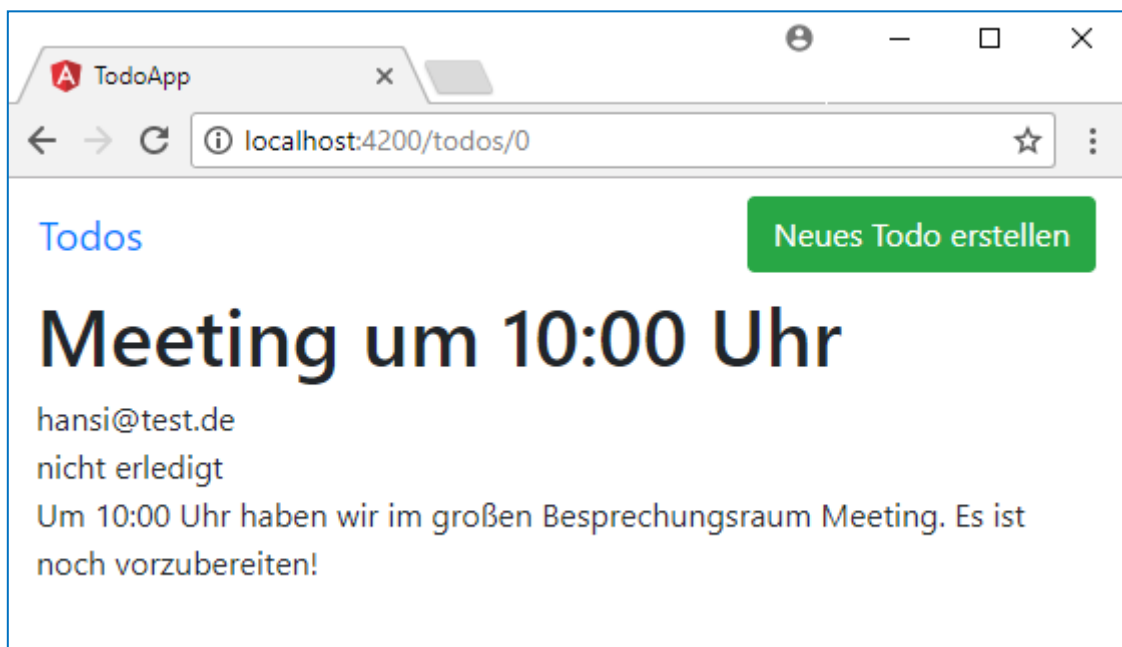 TodoApp
localhost:4200/todos/0
Todos
Neues Todo erstellen
Meeting um 10:00 Uhr
hansi@test.de
nicht erledigt
Um 10:00 Uhr haben wir im großen Besprechungsraum Meeting. Es ist
noch vorzubereiten!